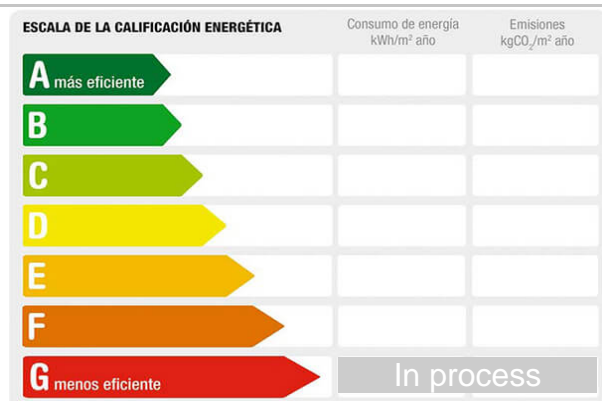 ESCALA DE LA CALIFICACIÓN ENERGÉTICA
Consumo de energía
kWh/m² año
Emisiones
kgCO₂/m² año
A más eficiente
B
C
D
E
F
G menos eficiente
In process